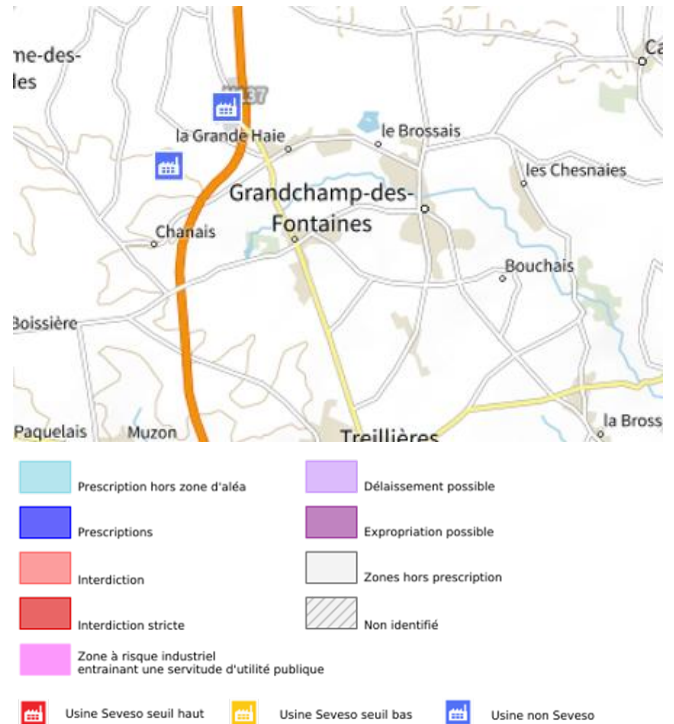 me-des-
les
Ca
137
la Grande Haie
le Brossais
les Chesnaies
Grandchamp-des-
Fontaines
Chanais
Bouchais
Boissière
Paquelais
Muzon
Treillières
la Bross
Prescription hors zone d'aléa
Délaissement possible
Prescriptions
Expropriation possible
Interdiction
Zones hors prescription
Interdiction stricte
Non identifié
Zone à risque industriel
entrainant une servitude d'utilité publique
Usine Seveso seuil haut
Usine Seveso seuil bas
Usine non Seveso